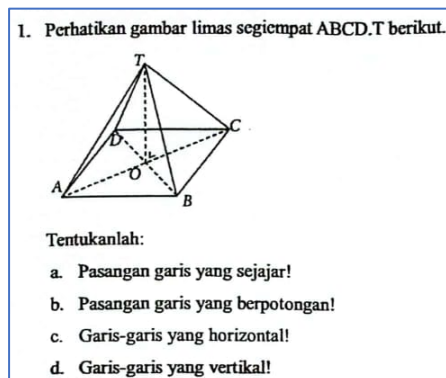 1. Perhatikan gambar limas segiempat ABCD.T berikut.
T
D
C
O
A
B
Tentukanlah:
a. Pasangan garis yang sejajar!
b. Pasangan garis yang berpotongan!
c. Garis-garis yang horizontal!
d. Garis-garis yang vertikal!